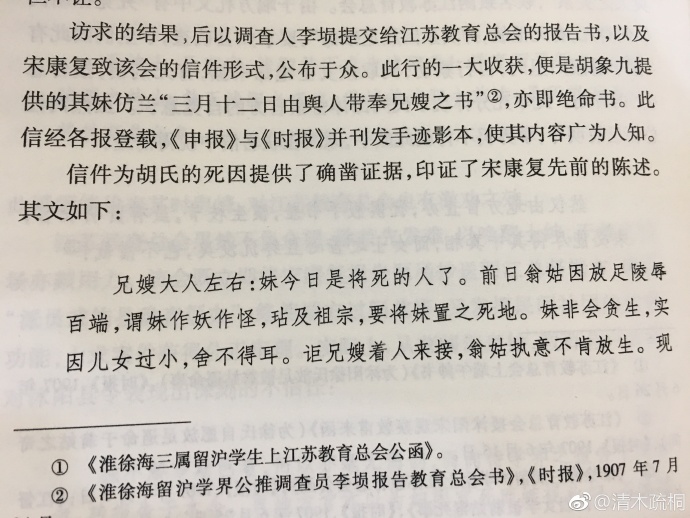 访求的结果，后以调查人李埙提交给江苏教育总会的报告书，以及
宋康复致该会的信件形式，公布于众。此行的一大收获，便是胡象九提
供的其妹仿兰“三月十二日由舆人带奉兄嫂之书”②，亦即绝命书。此
信经各报登载，《申报》与《时报》并刊发手迹影本，使其内容广为人知。
信件为胡氏的死因提供了确凿证据，印证了宋康复先前的陈述。
其文如下：
兄嫂大人左右：妹今日是将死的人了。前日翁姑因放足陵辱
百端，谓妹作妖作怪，玷及祖宗，要将妹置之死地。妹非会贪生，实
因儿女过小，舍不得耳。讵兄嫂着人来接，翁姑执意不肯放生。现
① 《淮徐海三属留沪学生上江苏教育总会公函》。
② 《淮徐海留沪学界公推调查员李埙报告教育总会书》，《时报》，1907年7月
@清木疏桐